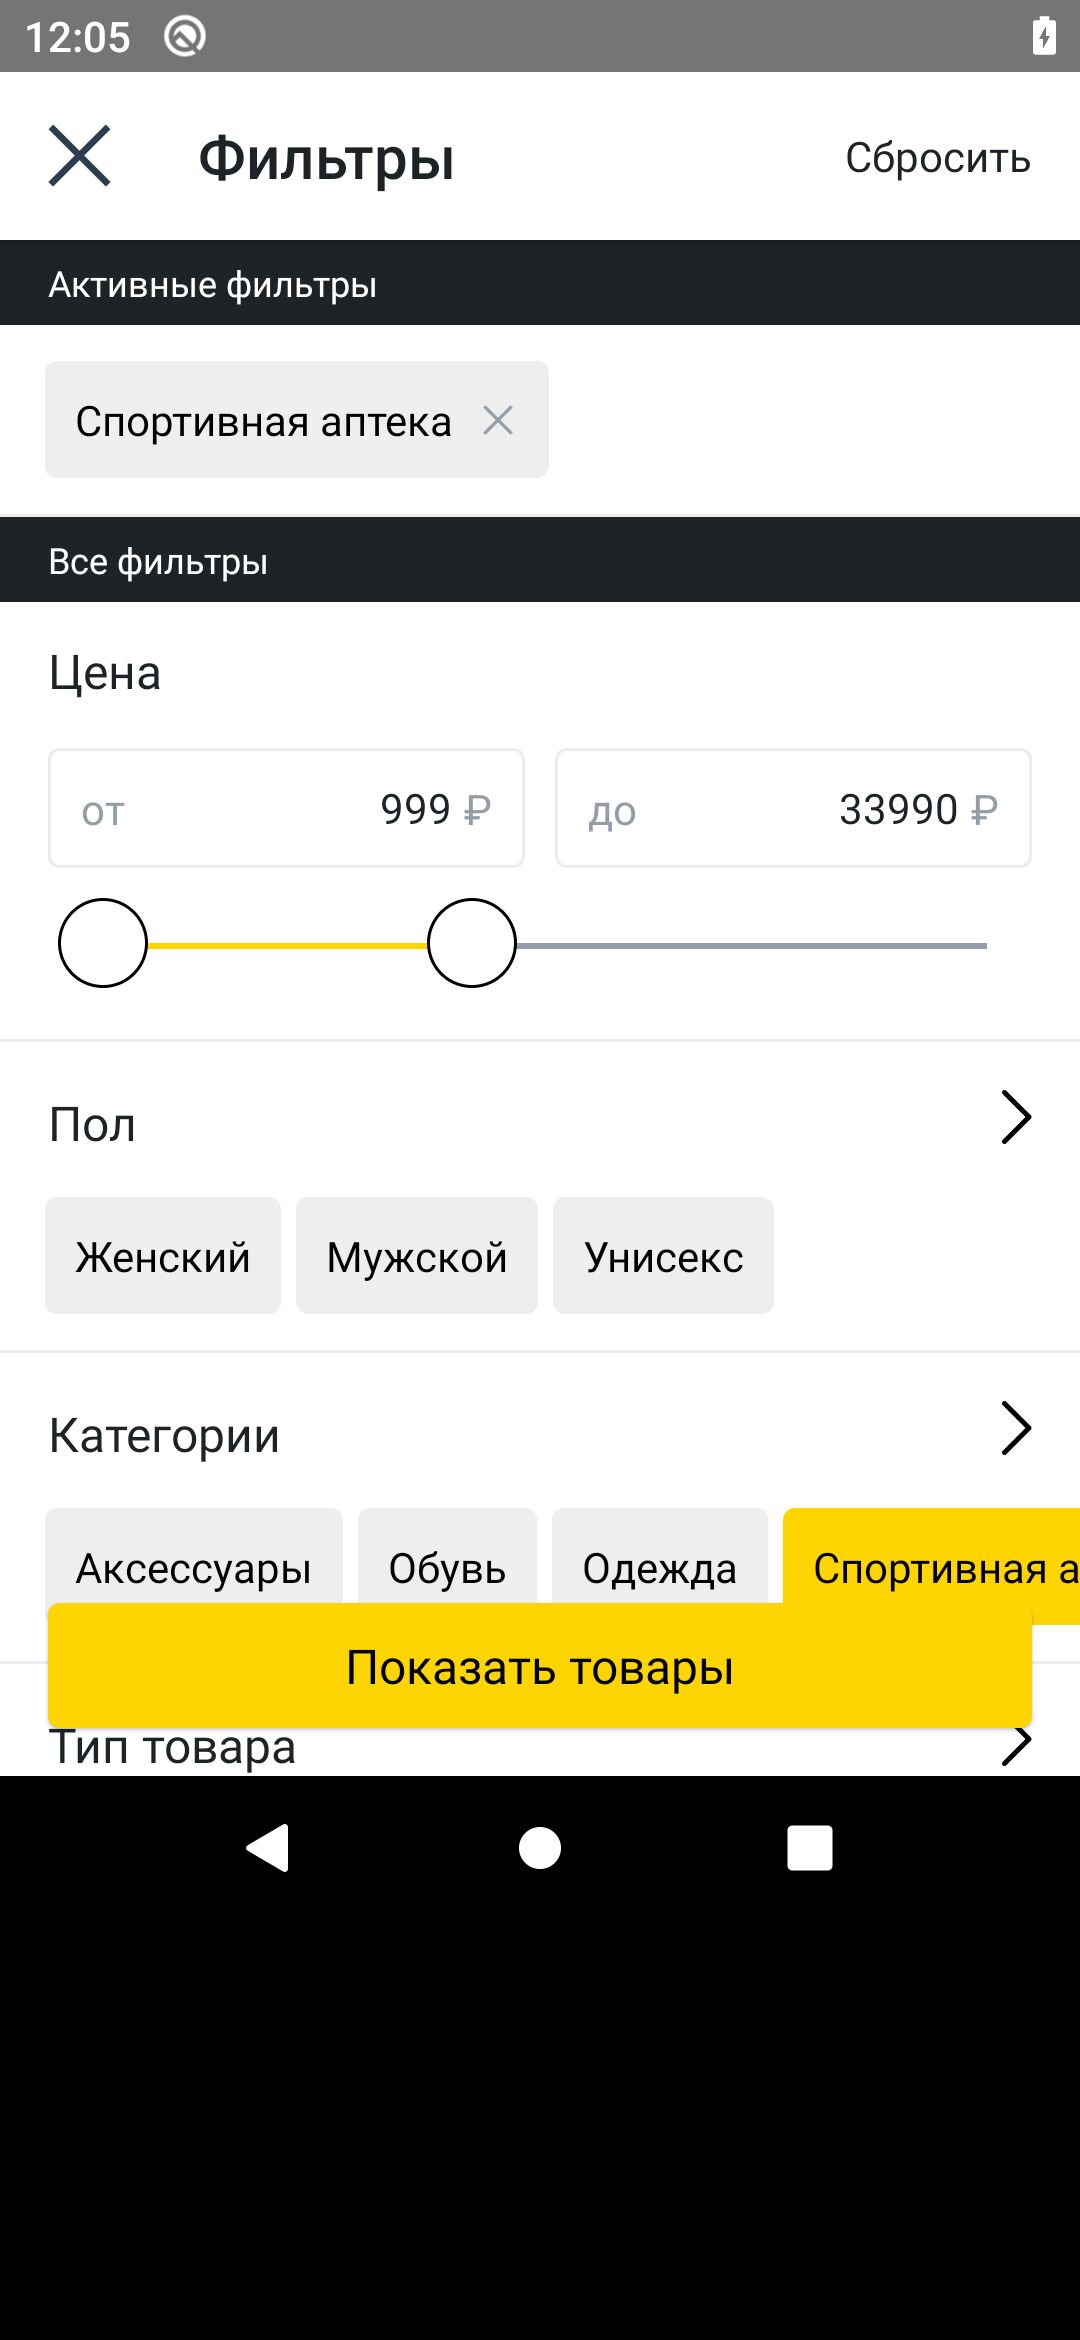 12:05
Фильтры
Сбросить
Активные фильтры
Спортивная аптека
Все фильтры
Цена
от 999 ₽
до 33990 ₽
Пол
Женский Мужской Унисекс
Категории
Аксессуары Обувь Одежда Спортивная а
Показать товары
Тип товара